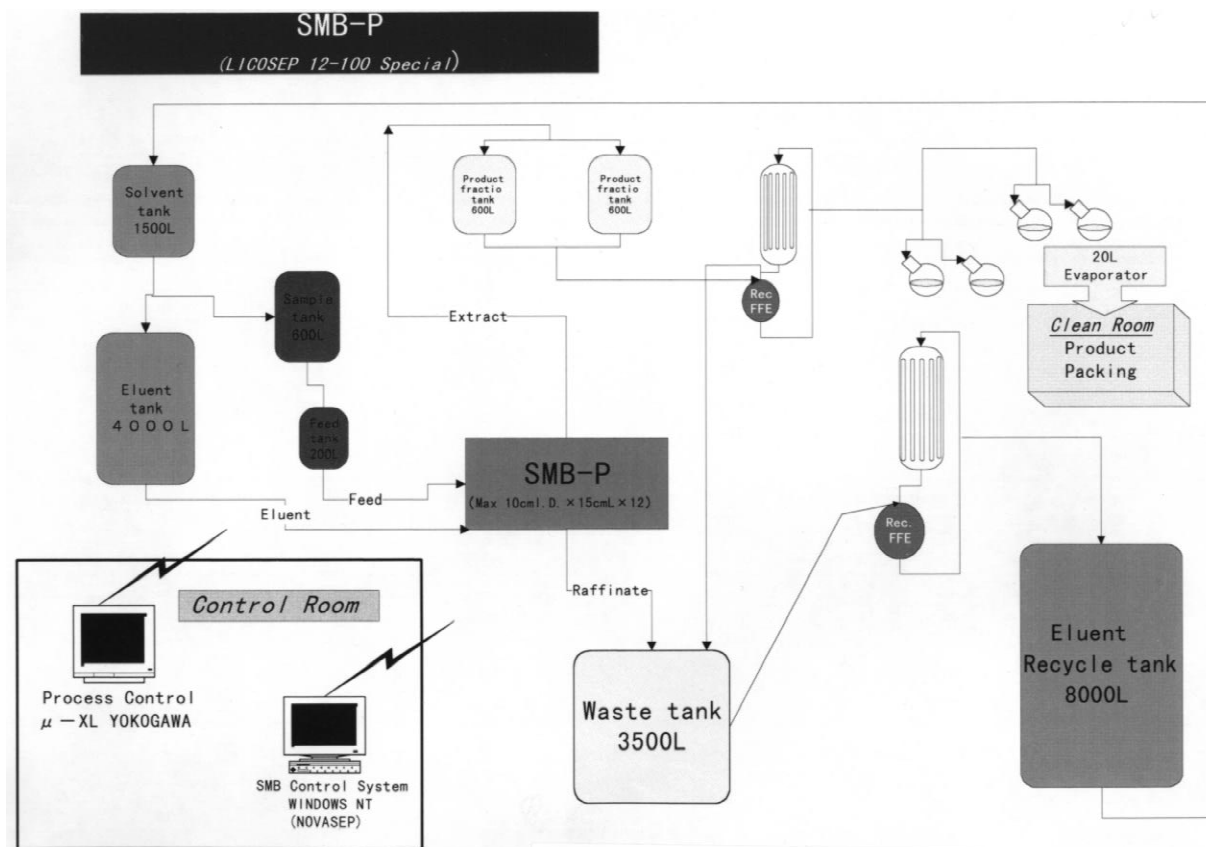 SMB-P
(LICOSEP 12-100 Special)
Solvent
tank
1500L
Product
fractio
tank
600L
Product
fractio
tank
600L
Sample
tank
600L
Extract
Rec
FFE
20L
Evaporator
Clean Room
Product
Packing
Eluent
tank
4000L
Feed
tank
200L
Feed
Eluent
SMB-P
(Max 10cmI.D.×15cmL×12)
Rec.
FFE
Raffinate
Control Room
Process Control
μ-XL YOKOGAWA
SMB Control System
WINDOWS NT
(NOVASEP)
Waste tank
3500L
Eluent
Recycle tank
8000L